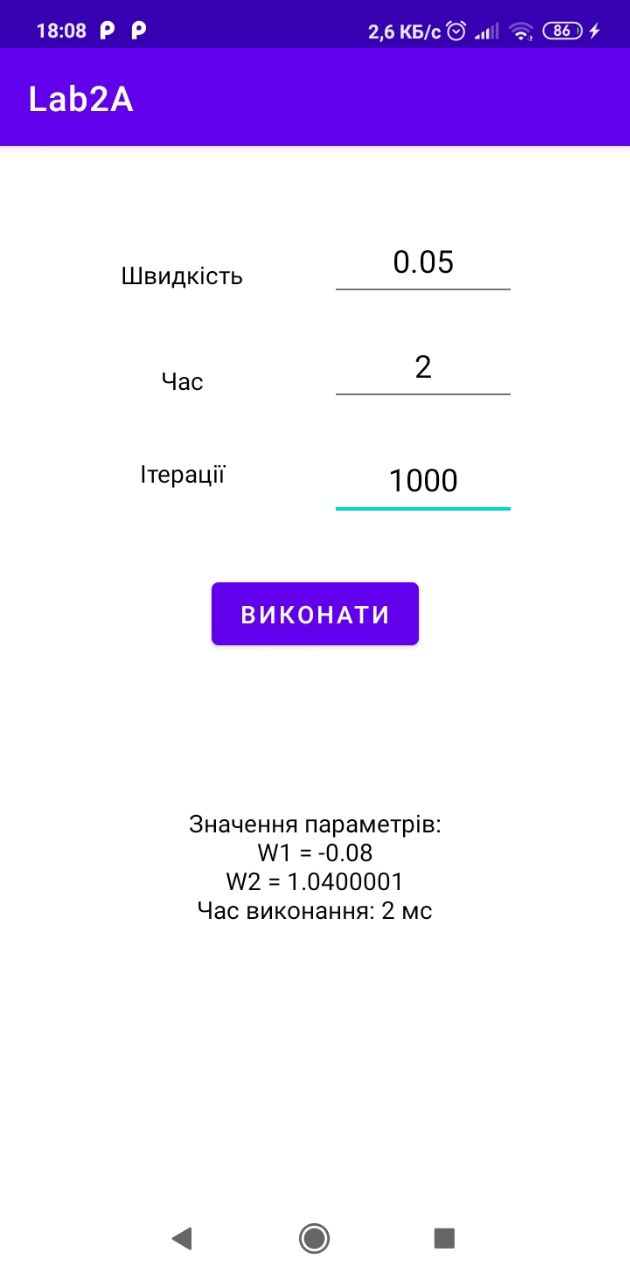 18:08 P P 2,6 КБ/с 86
Lab2A
Швидкість 0.05
Час 2
Ітерації 1000
ВИКОНАТИ
Значення параметрів:
W1 = -0.08
W2 = 1.0400001
Час виконання: 2 мс